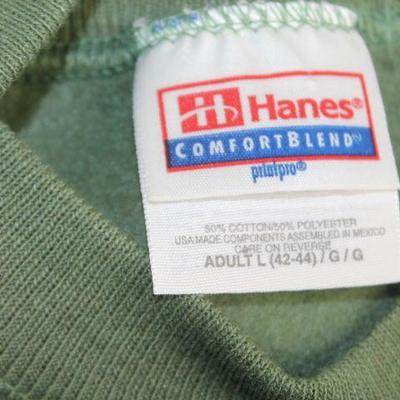 Hanes®
COMFORTBLEND
printpro®
50% COTTON/50% POLYESTER
USA MADE COMPONENTS ASSEMBLED IN MEXICO
CARE ON REVERSE
ADULT L (42-44) / G / G